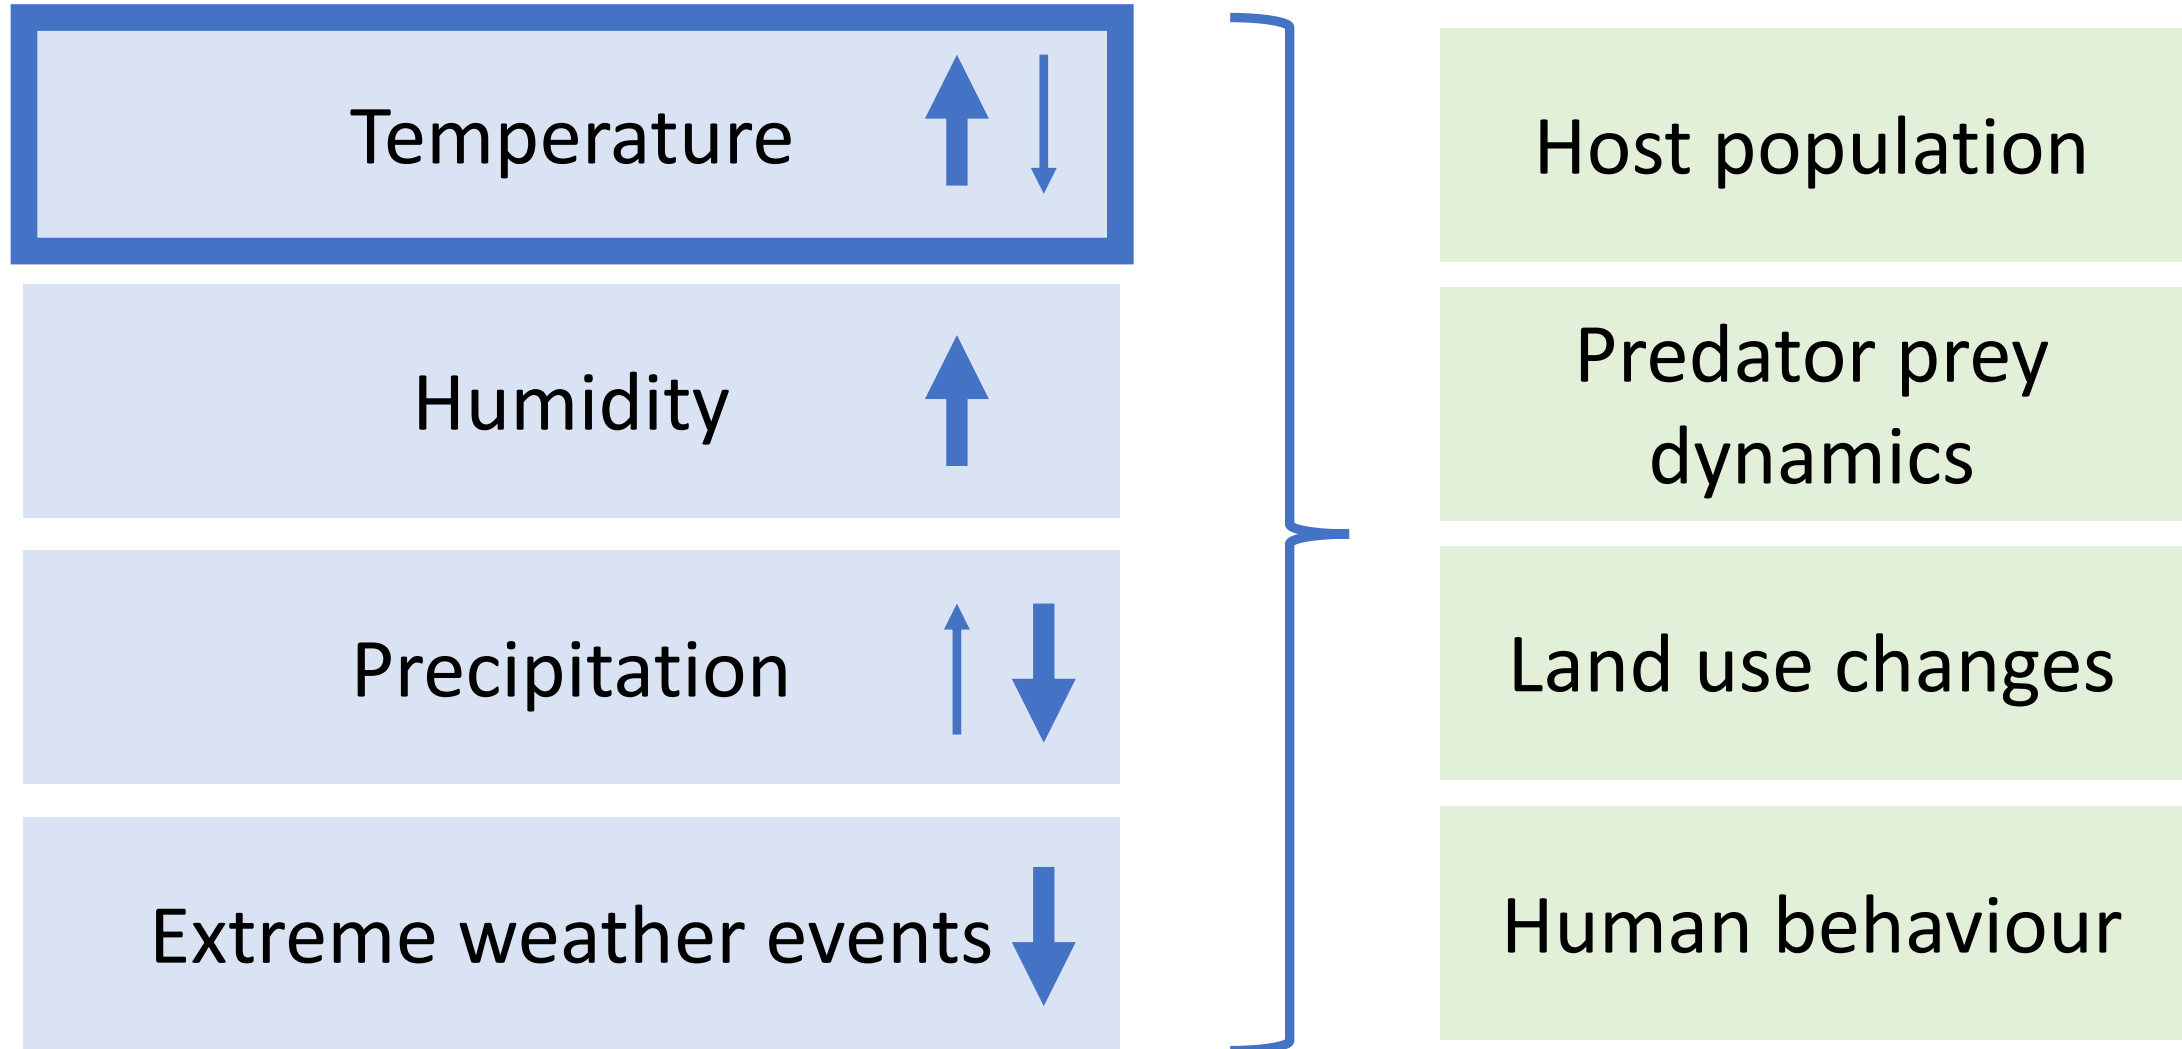 Temperature
Humidity
Precipitation
Extreme weather events
Host population
Predator prey
dynamics
Land use changes
Human behaviour